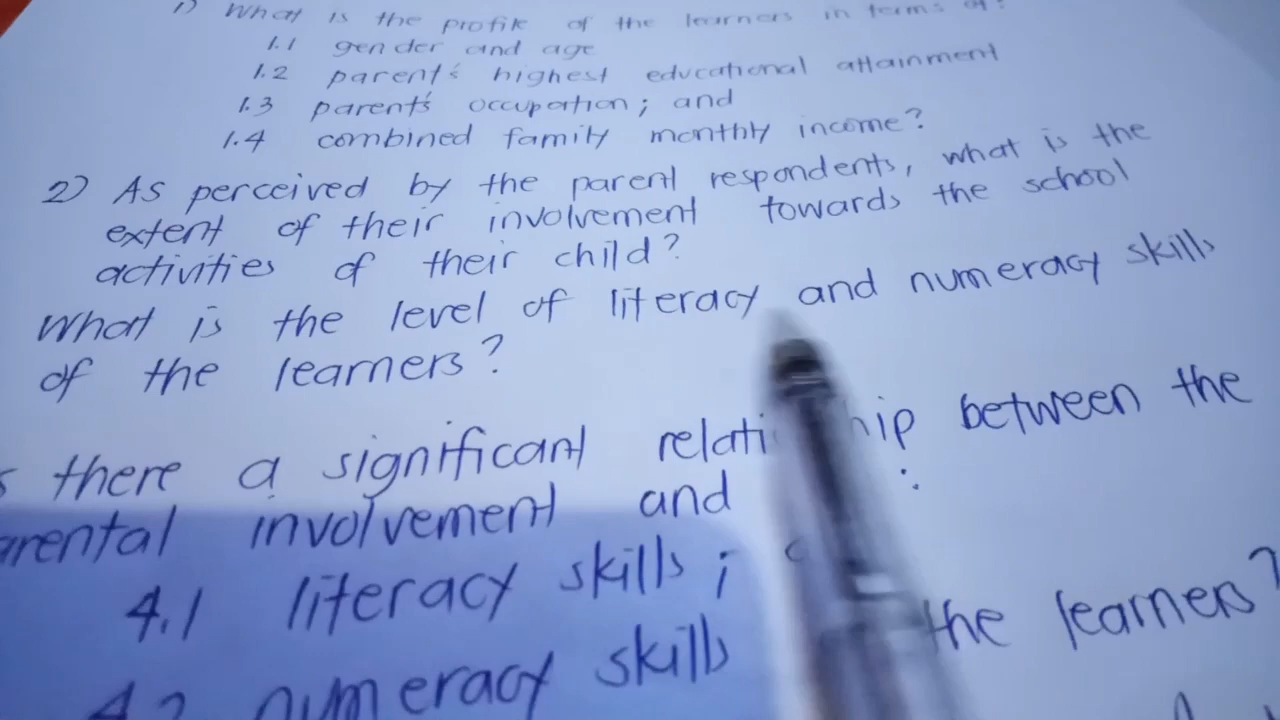 1) What is the profile of the learners in terms of:
1.1 gender and age
1.2 parent's highest educational attainment
1.3 parent's occupation; and
1.4 combined family monthly income?
2) As perceived by the parent respondents, what is the
extent of their involvement towards the school
activities of their child?
What is the level of literacy and numeracy skills
of the learners?
s there a significant between the
arental involvement and :
4.1 literacy skills;
4.2 numeracy skills the learners?